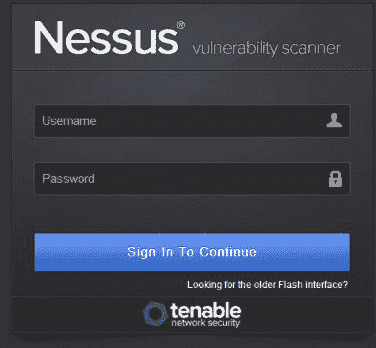 Nessus® vulnerability scanner
Username
Password
Sign In To Continue
Looking for the older Flash interface?
tenable
network security